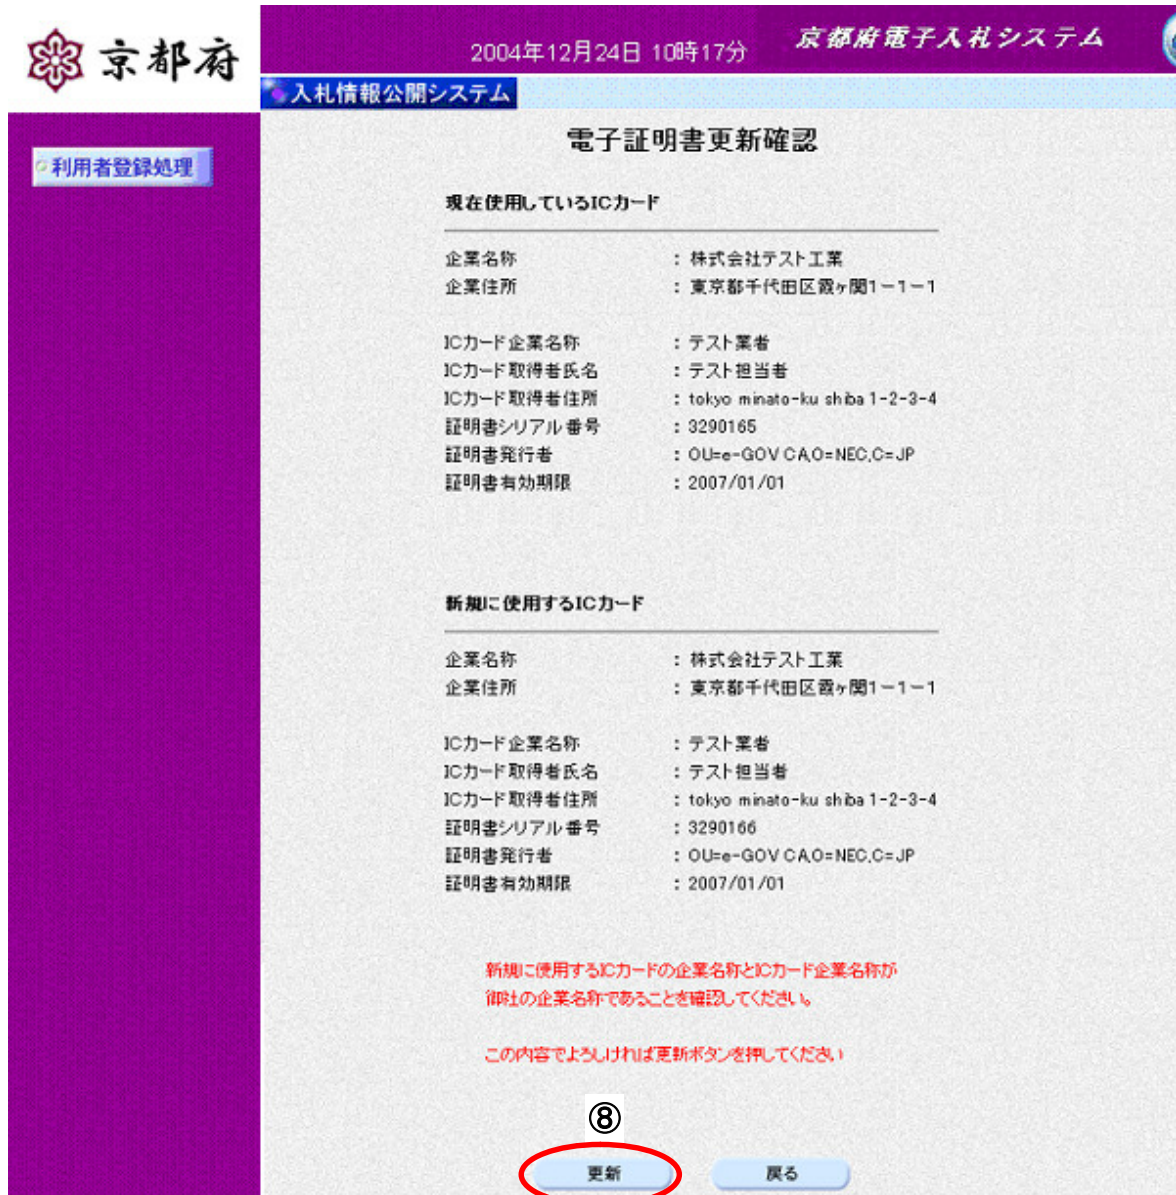 京都府
2004年12月24日 10時17分
京都府電子入札システム
入札情報公開システム
利用者登録処理
電子証明書更新確認
現在使用しているICカード
企業名称 ： 株式会社テスト工業
企業住所 ： 東京都千代田区霞ヶ関1ー1ー1
ICカード企業名称 ： テスト業者
ICカード取得者氏名 ： テスト担当者
ICカード取得者住所 ： tokyo minato-ku shiba 1-2-3-4
証明書シリアル番号 ： 3290165
証明書発行者 ： OU=e-GOV CA,O=NEC,C=JP
証明書有効期限 ： 2007/01/01
新規に使用するICカード
企業名称 ： 株式会社テスト工業
企業住所 ： 東京都千代田区霞ヶ関1ー1ー1
ICカード企業名称 ： テスト業者
ICカード取得者氏名 ： テスト担当者
ICカード取得者住所 ： tokyo minato-ku shiba 1-2-3-4
証明書シリアル番号 ： 3290166
証明書発行者 ： OU=e-GOV CA,O=NEC,C=JP
証明書有効期限 ： 2007/01/01
新規に使用するICカードの企業名称とICカード企業名称が
御社の企業名称であることを確認してください。
この内容でよろしければ更新ボタンを押してください
⑧
更新 戻る